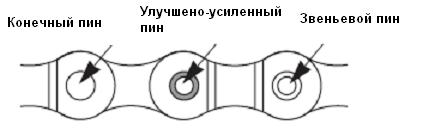 Конечный пин
Улучшено-усиленный
пин
Звеньевой пин